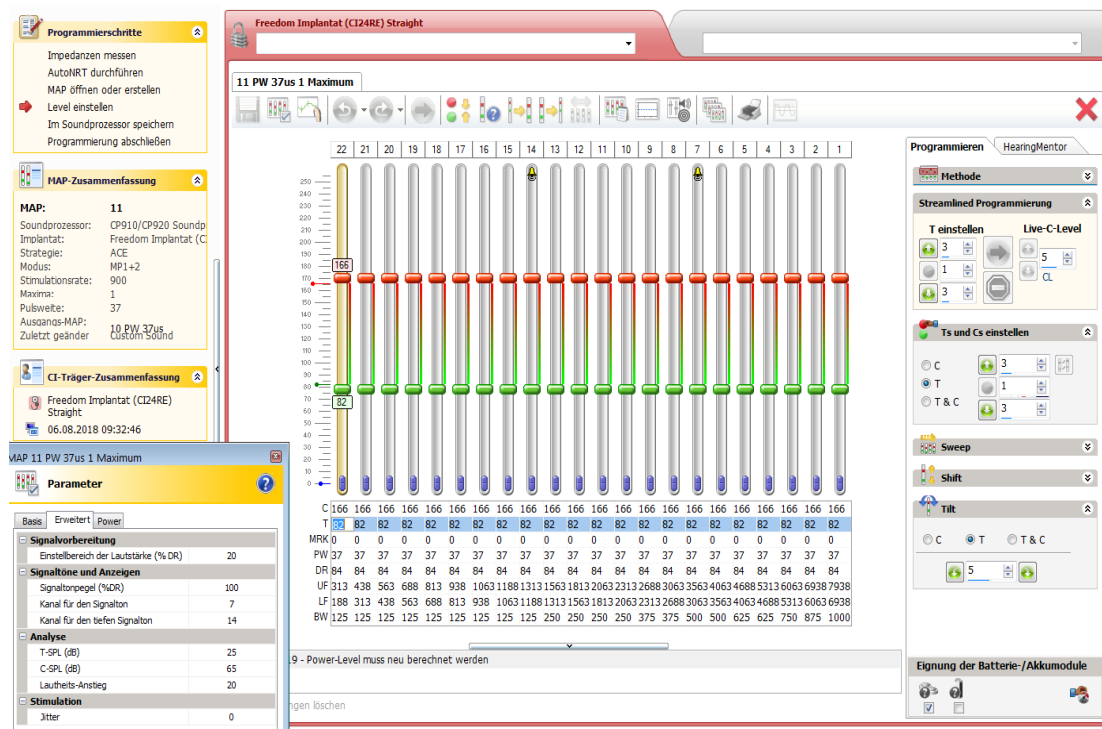 Programmierschritte
Impedanzen messen
AutoNRT durchführen
MAP öffnen oder erstellen
Level einstellen
Im Soundprozessor speichern
Programmierung abschließen
MAP-Zusammenfassung
MAP: 11
Soundprozessor: CP910/CP920 Soundp
Implantat: Freedom Implantat (CI
Strategie: ACE
Modus: MP1+2
Stimulationsrate: 900
Maxima: 1
Pulsweite: 37
Ausgangs-MAP: 10 PW 37us
Zuletzt geänder Custom Sound
CI-Träger-Zusammenfassung
Freedom Implantat (CI24RE)
Straight
06.08.2018 09:32:46
MAP 11 PW 37us 1 Maximum
Parameter
Basis Erweitert Power
Signalvorbereitung
Einstellbereich der Lautstärke (% DR) 20
Signaltöne und Anzeigen
Signaltonpegel (%DR) 100
Kanal für den Signalton 7
Kanal für den tiefen Signalton 14
Analyse
T-SPL (dB) 25
C-SPL (dB) 65
Lautheits-Anstieg 20
Stimulation
Jitter 0
Freedom Implantat (CI24RE) Straight
11 PW 37us 1 Maximum
22 21 20 19 18 17 16 15 14 13 12 11 10 9 8 7 6 5 4 3 2 1
250
240
230
220
210
200
190
180
170
160
150
140
130
120
110
100
90
80
70
60
50
40
30
20
10
0
166
82
C 166 166 166 166 166 166 166 166 166 166 166 166 166 166 166 166 166 166 166 166 166 166
T 82 82 82 82 82 82 82 82 82 82 82 82 82 82 82 82 82 82 82 82 82 82
MRK 0 0 0 0 0 0 0 0 0 0 0 0 0 0 0 0 0 0 0 0 0 0
PW 37 37 37 37 37 37 37 37 37 37 37 37 37 37 37 37 37 37 37 37 37 37
DR 84 84 84 84 84 84 84 84 84 84 84 84 84 84 84 84 84 84 84 84 84 84
UF 313 438 563 688 813 938 1063 1188 1313 1563 1813 2063 2313 2688 3063 3563 4063 4688 5313 6063 6938 7938
LF 188 313 438 563 688 813 938 1063 1188 1313 1563 1813 2063 2313 2688 3063 3563 4063 4688 5313 6063 6938
BW 125 125 125 125 125 125 125 125 125 250 250 250 250 375 375 500 500 625 625 750 875 1000
.9 - Power-Level muss neu berechnet werden
ngen löschen
Programmieren HearingMentor
Methode
Streamlined Programmierung
T einstellen Live-C-Level
3
5
1
CL
3
Ts und Cs einstellen
C 3
T 1
T & C 3
Sweep
Shift
Tilt
C T T & C
5
Eignung der Batterie-/Akkumodule